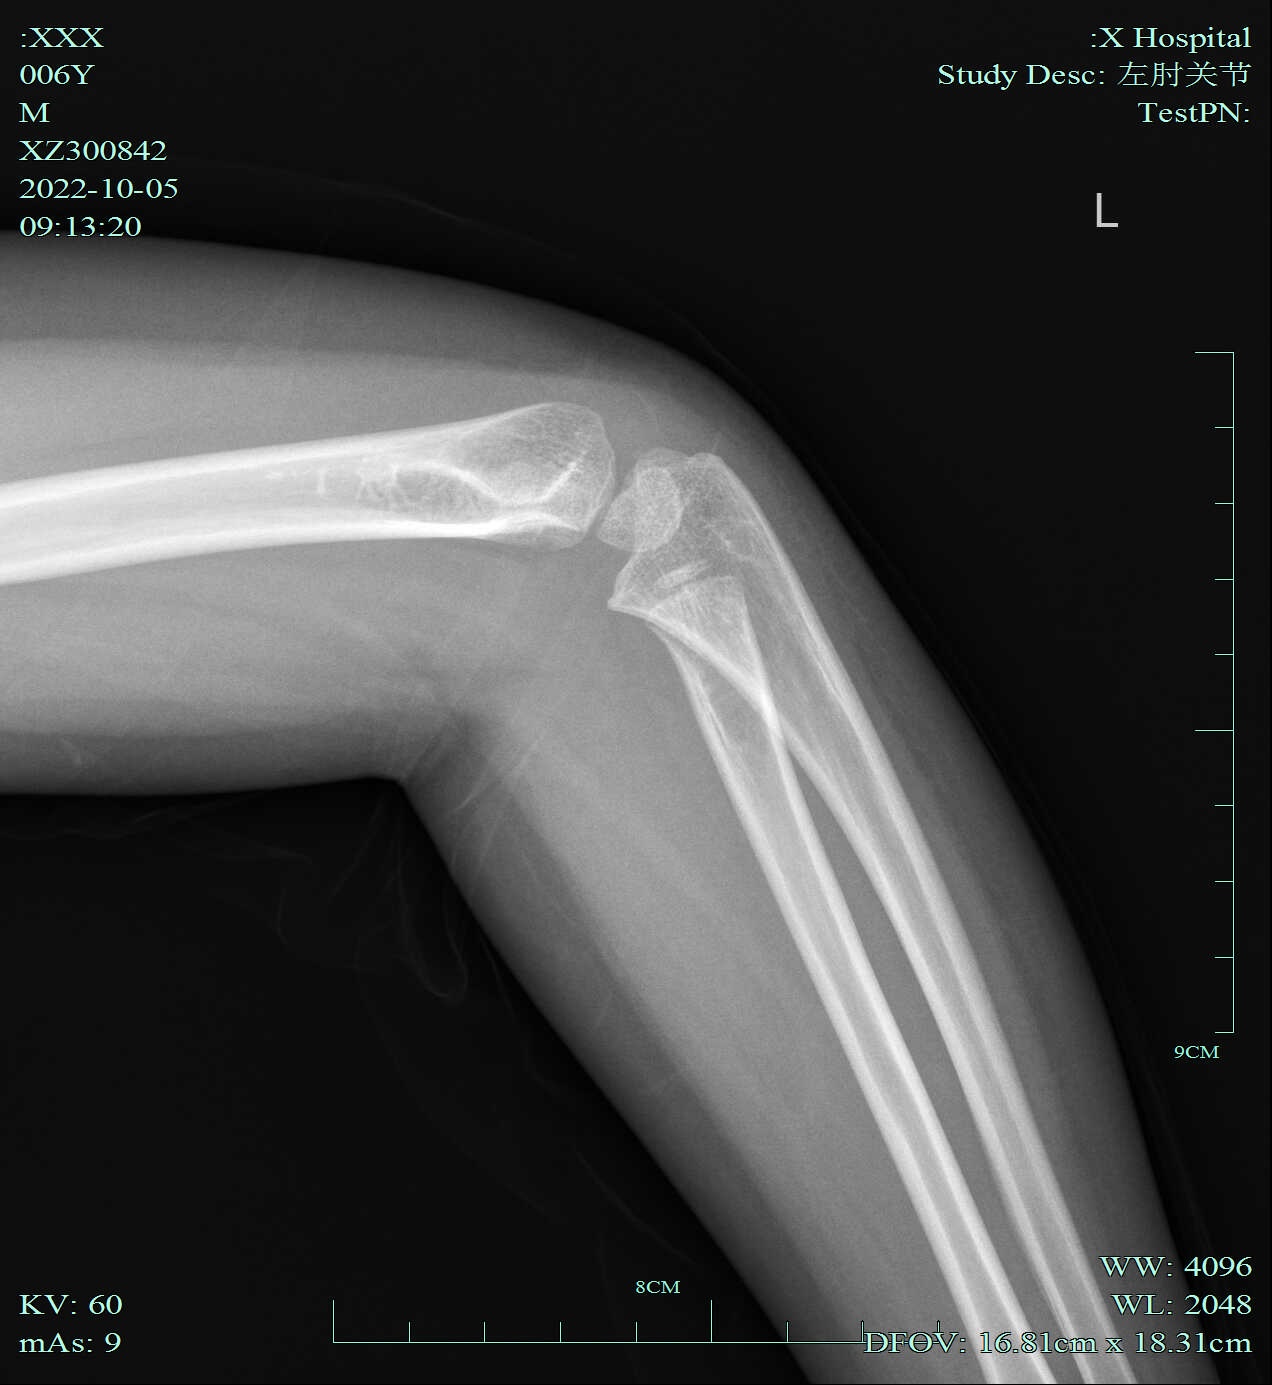 :XXX
006Y
M
XZ300842
2022-10-05
09:13:20
:X Hospital
Study Desc: 左肘关节
TestPN:
L
9CM
8CM
KV: 60
mAs: 9
WW: 4096
WL: 2048
DFOV: 16.81cm x 18.31cm